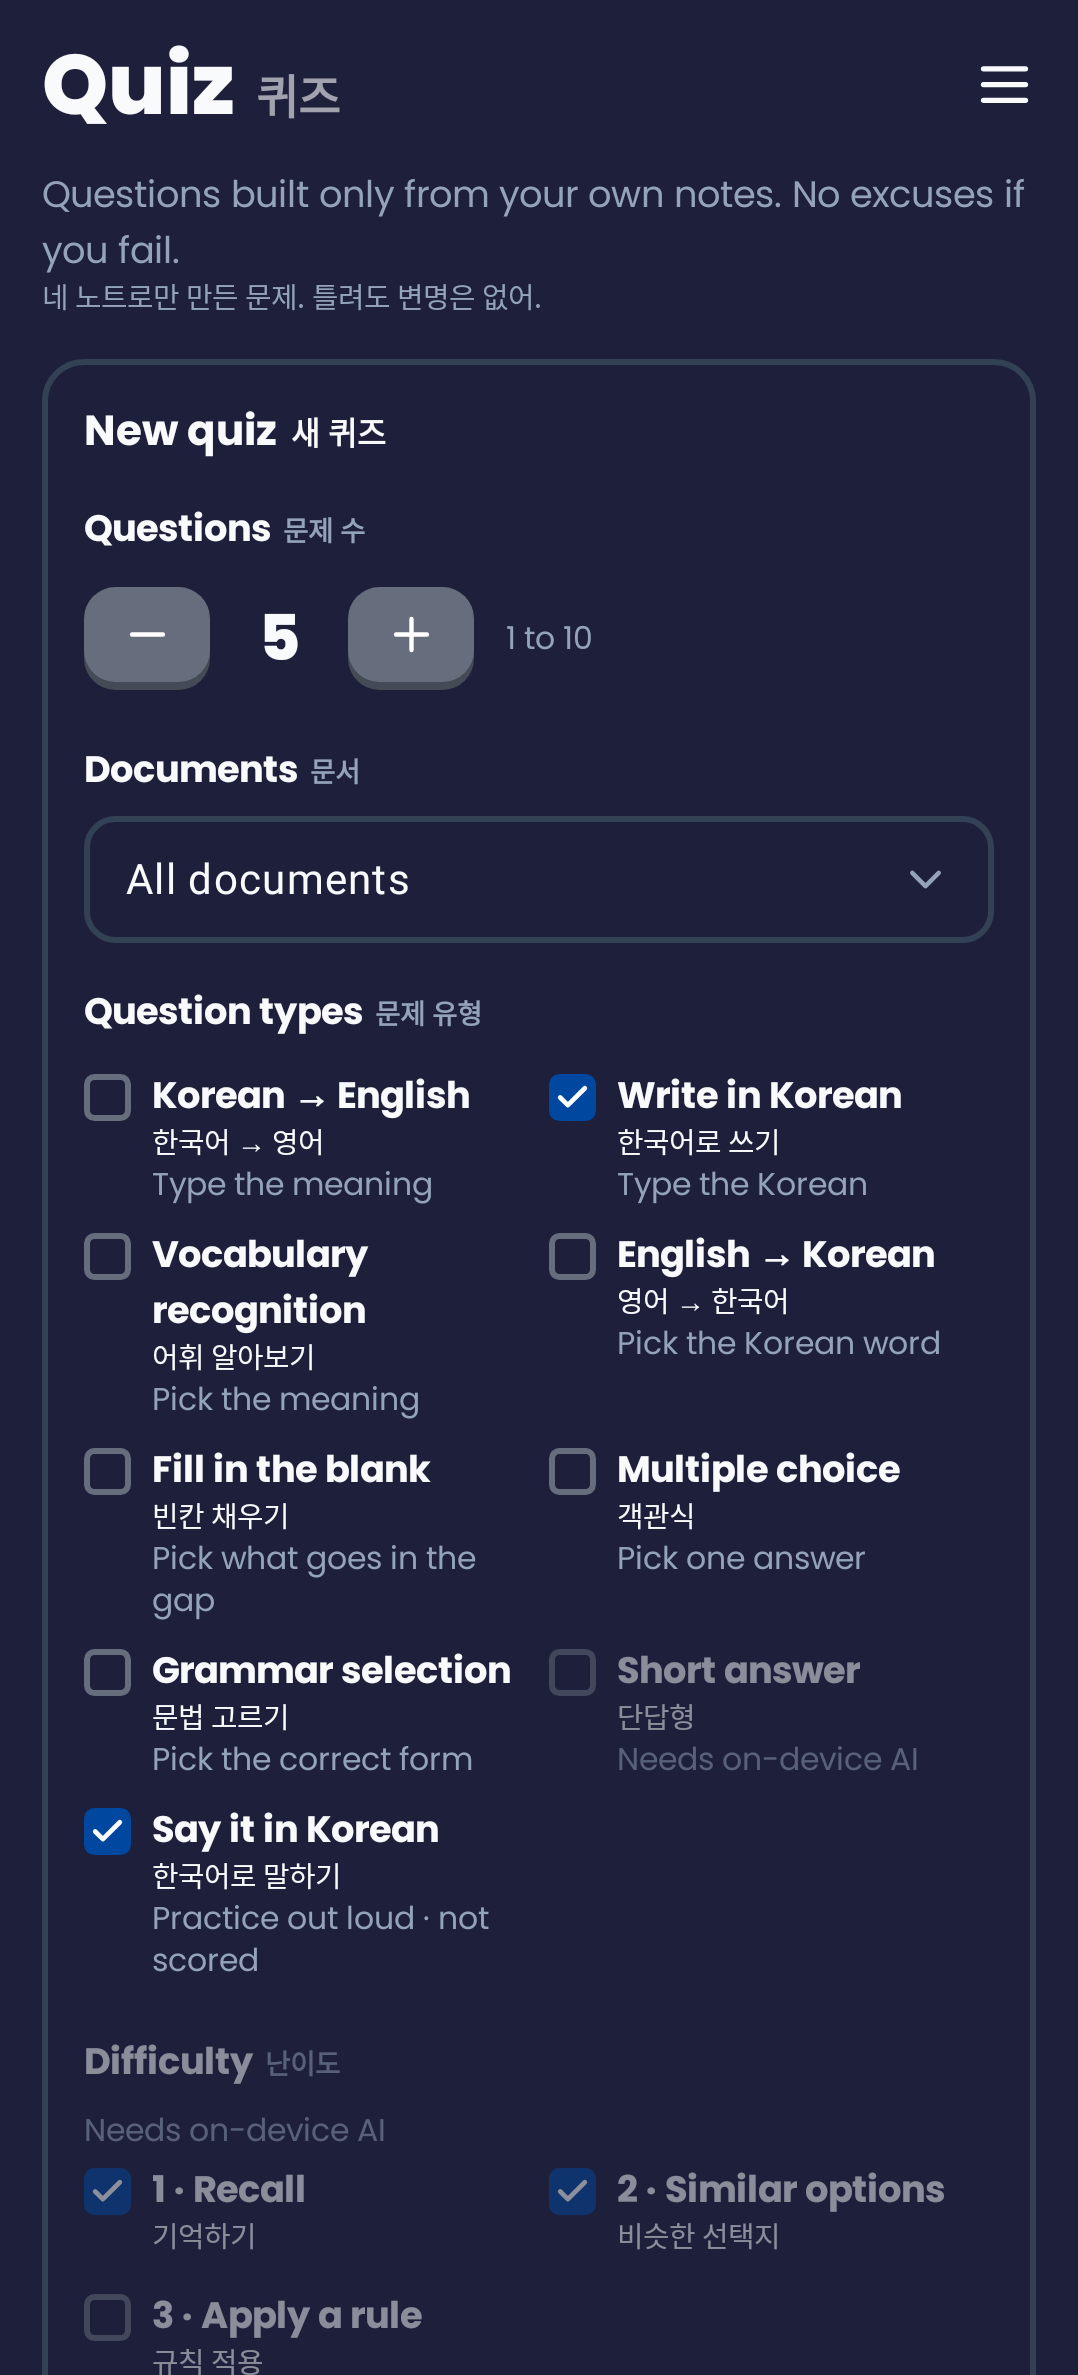 Quiz 퀴즈
Questions built only from your own notes. No excuses if
you fail.
네 노트로만 만든 문제. 틀려도 변명은 없어.
New quiz 새 퀴즈
Questions 문제 수
5 1 to 10
Documents 문서
All documents
Question types 문제 유형
Korean → English
한국어 → 영어
Type the meaning
Write in Korean
한국어로 쓰기
Type the Korean
Vocabulary
recognition
어휘 알아보기
Pick the meaning
English → Korean
영어 → 한국어
Pick the Korean word
Fill in the blank
빈칸 채우기
Pick what goes in the
gap
Multiple choice
객관식
Pick one answer
Grammar selection
문법 고르기
Pick the correct form
Short answer
단답형
Needs on-device AI
Say it in Korean
한국어로 말하기
Practice out loud · not
scored
Difficulty 난이도
Needs on-device AI
1 · Recall
기억하기
2 · Similar options
비슷한 선택지
3 · Apply a rule
규칙 적용